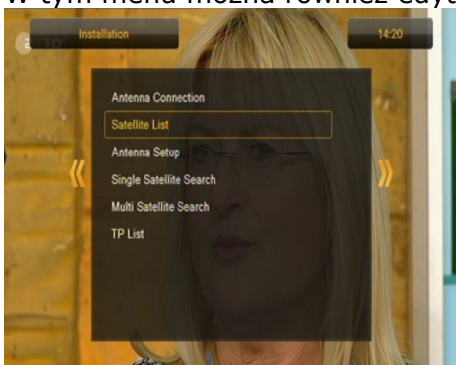 W tym menu można również edyt
Installation
14:20
Antenna Connection
Satellite List
Antenna Setup
Single Satellite Search
Multi Satellite Search
TP List